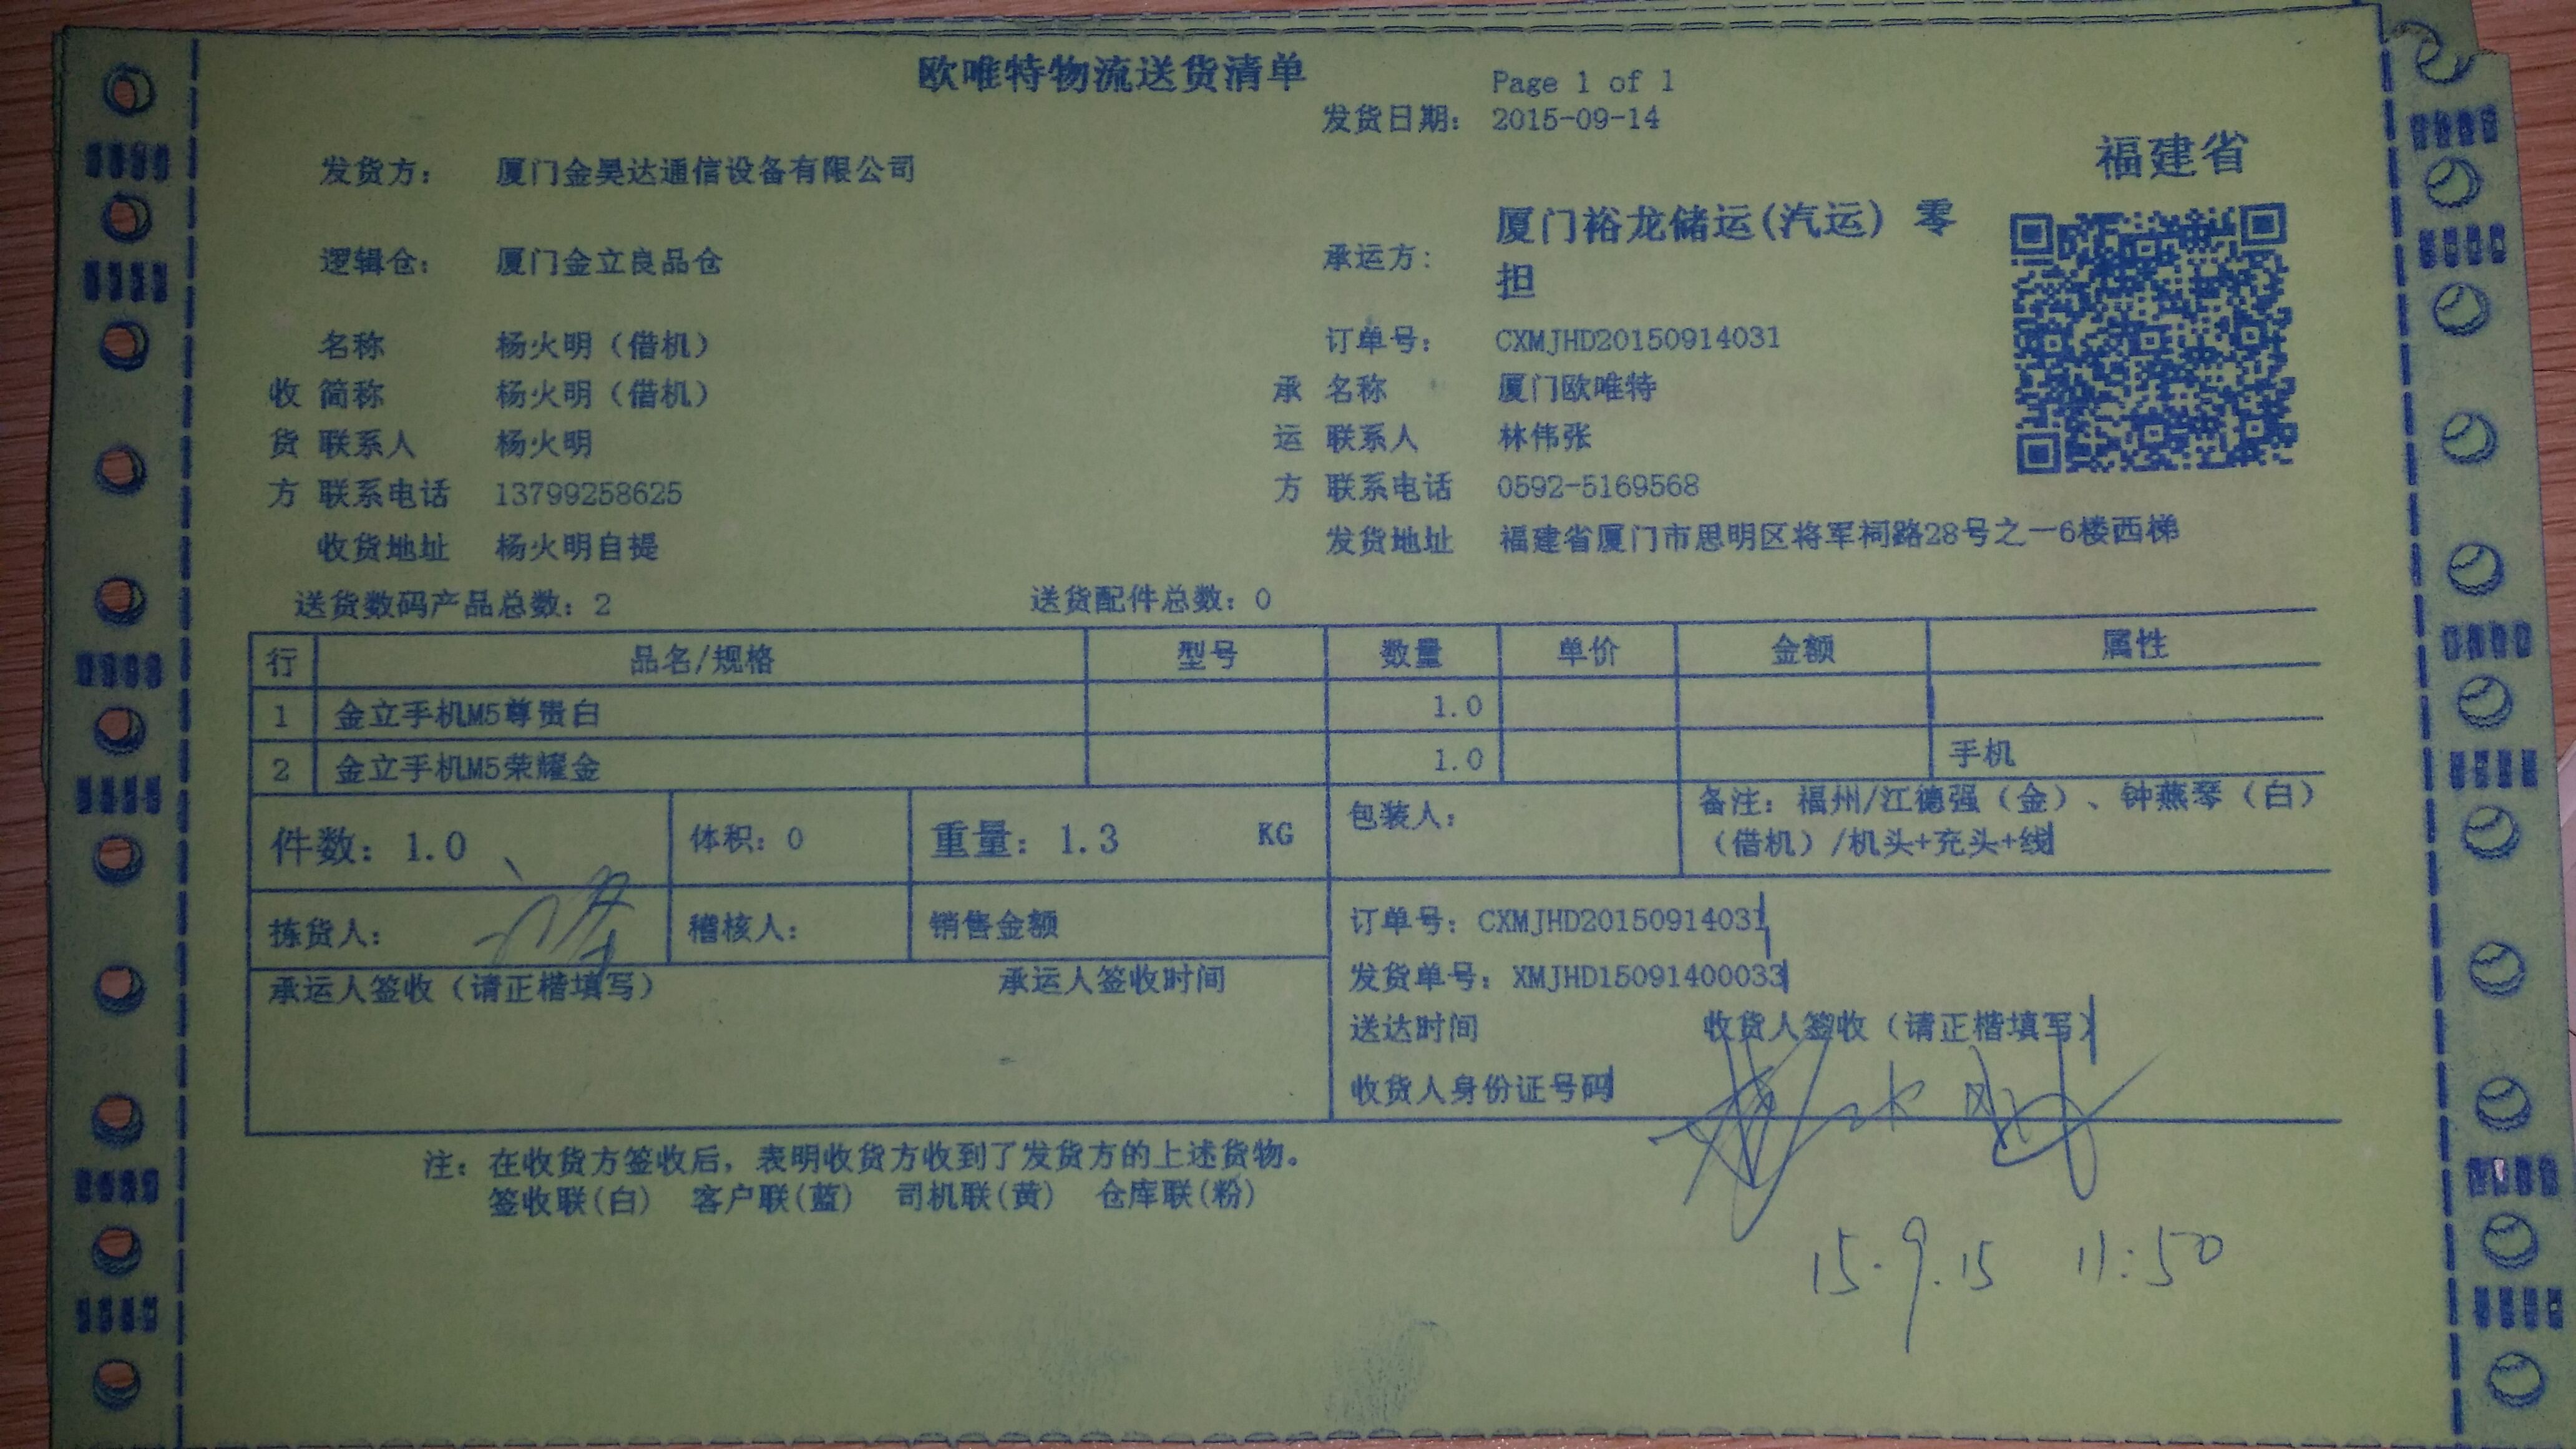 欧唯特物流送货清单
Page 1 of 1
发货日期： 2015-09-14
福建省
发货方： 厦门金昊达通信设备有限公司
逻辑仓： 厦门金立良品仓
承运方： 厦门裕龙储运(汽运) 零
担
名称 杨火明（借机）
订单号： CXMJHD20150914031
收 简称 杨火明（借机）
承 名称 厦门欧唯特
货 联系人 杨火明
运 联系人 林伟张
方 联系电话 13799258625
方 联系电话 0592-5169568
收货地址 杨火明自提
发货地址 福建省厦门市思明区将军祠路28号之一6楼西梯
送货数码产品总数：2 送货配件总数：0
行 品名/规格 型号 数量 单价 金额 属性
1 金立手机M5尊贵白 1.0
2 金立手机M5荣耀金 1.0 手机
件数：1.0 体积：0 重量：1.3 KG 包装人：
备注：福州/江德强（金）、钟燕琴（白）
（借机）/机头+充头+线
拣货人： 稽核人： 销售金额
订单号：CXMJHD20150914031
承运人签收（请正楷填写） 承运人签收时间
发货单号：XMJHD15091400033
送达时间 收货人签收（请正楷填写）
收货人身份证号码
注：在收货方签收后，表明收货方收到了发货方的上述货物。
签收联(白) 客户联(蓝) 司机联(黄) 仓库联(粉)
15.9.15 11:50